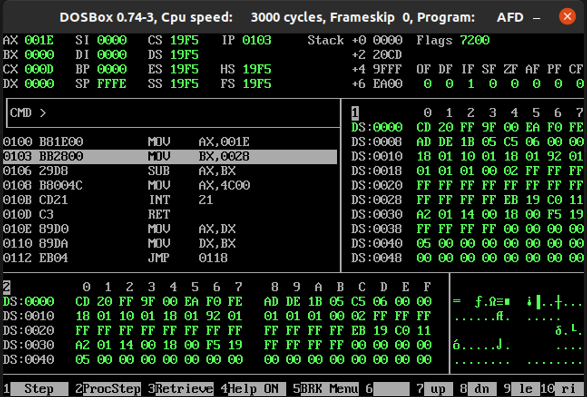 DOSBox 0.74-3, Cpu speed: 3000 cycles, Frameskip 0, Program: AFD
AX 001E SI 0000 CS 19F5 IP 0103 Stack +0 0000 Flags 7200
BX 0000 DI 0000 DS 19F5 +2 20CD
CX 000D BP 0000 ES 19F5 HS 19F5 +4 9FFF OF DF IF SF ZF AF PF CF
DX 0000 SP FFFE SS 19F5 FS 19F5 +6 EA00 0 0 1 0 0 0 0 0
CMD >
1 0 1 2 3 4 5 6 7
DS:0000 CD 20 FF 9F 00 EA F0 FE
DS:0008 AD DE 1B 05 C5 06 00 00
DS:0010 18 01 10 01 18 01 92 01
DS:0018 01 01 01 00 02 FF FF FF
DS:0020 FF FF FF FF FF FF FF FF
DS:0028 FF FF FF FF EB 19 C0 11
DS:0030 A2 01 14 00 18 00 F5 19
DS:0038 FF FF FF FF 00 00 00 00
DS:0040 05 00 00 00 00 00 00 00
DS:0048 00 00 00 00 00 00 00 00
0100 B81E00 MOV AX,001E
0103 BB2800 MOV BX,0028
0106 29D8 SUB AX,BX
0108 B8004C MOV AX,4C00
010B CD21 INT 21
010D C3 RET
010E 89D0 MOV AX,DX
0110 89DA MOV DX,BX
0112 EB04 JMP 0118
2 0 1 2 3 4 5 6 7 8 9 A B C D E F
DS:0000 CD 20 FF 9F 00 EA F0 FE AD DE 1B 05 C5 06 00 00
DS:0010 18 01 10 01 18 01 92 01 01 01 01 00 02 FF FF FF
DS:0020 FF FF FF FF FF FF FF FF FF FF FF FF EB 19 C0 11
DS:0030 A2 01 14 00 18 00 F5 19 FF FF FF FF 00 00 00 00
DS:0040 05 00 00 00 00 00 00 00 00 00 00 00 00 00 00 00
1 Step 2 ProcStep 3 Retrieve 4 Help ON 5 BRK Menu 6 7 up 8 dn 9 le 10 ri